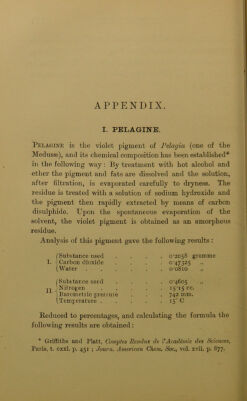 APPENDIX.
I. PELAGINE.
PELAGINE is the violet pigment of Pelagia (one of the
Medusæ), and its chemical composition has been established*
in the following way: By treatment with hot alcohol and
ether the pigment and fats are dissolved and the solution,
after filtration, is evaporated carefully to dryness. The
residue is treated with a solution of sodium hydroxide and
the pigment then rapidly extracted by means of carbon
disulphide. Upon the spontaneous evaporation of the
solvent, the violet pigment is obtained as an amorphous
residue.
Analysis of this pigment gave the following results:
I. { Substance used . . . . 0·2058 gramme
Carbon dioxide . . . . 0·47325 „
Water . . . . 0·0810 „
II. { Substance used . . . . 0·4605 „
Nitrogen . . . . 15·15 cc.
Barometric pressure . . . . 742 mm.
Temperature . . . . 15° C
Reduced to percentages, and calculating the formula the
following results are obtained:
* Griffiths and Platt, Comptes Rendus de l'Académie des Sciences,
Paris, t. cxxi. p. 451; Journ. American Chem. Soc., vol. xvii. p. 877.